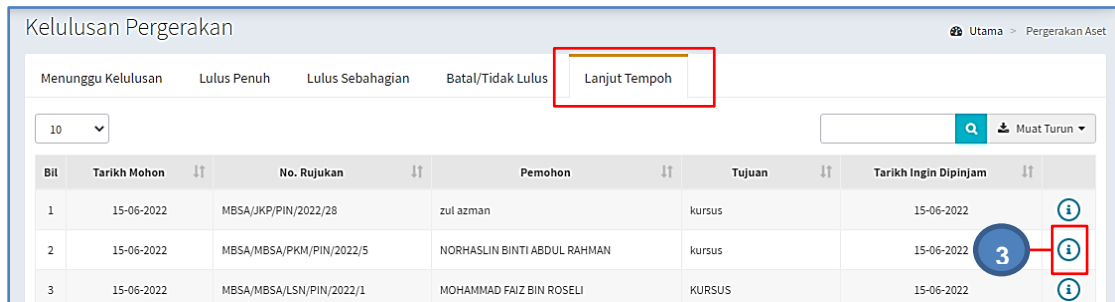 Kelulusan Pergerakan
Utama > Pergerakan Aset
Menunggu Kelulusan Lulus Penuh Lulus Sebahagian Batal/Tidak Lulus Lanjut Tempoh
10 Muat Turun
Bil Tarikh Mohon No. Rujukan Pemohon Tujuan Tarikh Ingin Dipinjam
1 15-06-2022 MBSA/JKP/PIN/2022/28 zul azman kursus 15-06-2022
2 15-06-2022 MBSA/MBSA/PKM/PIN/2022/5 NORHASLIN BINTI ABDUL RAHMAN kursus 15-06-2022 3
3 15-06-2022 MBSA/MBSA/LSN/PIN/2022/1 MOHAMMAD FAIZ BIN ROSELI KURSUS 15-06-2022